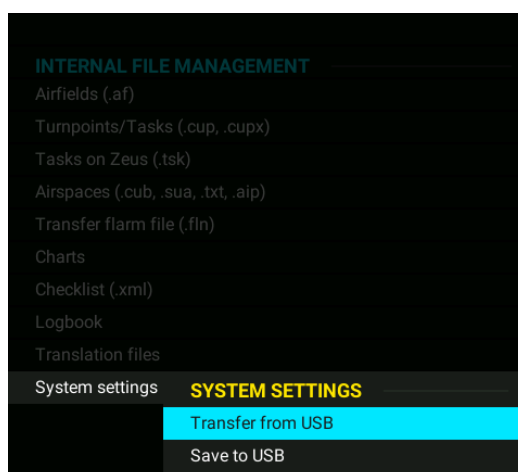 INTERNAL FILE MANAGEMENT
Airfields (.af)
Turnpoints/Tasks (.cup, .cupx)
Tasks on Zeus (.tsk)
Airspaces (.cub, .sua, .txt, .aip)
Transfer flarm file (.fln)
Charts
Checklist (.xml)
Logbook
Translation files
System settings SYSTEM SETTINGS
Transfer from USB
Save to USB